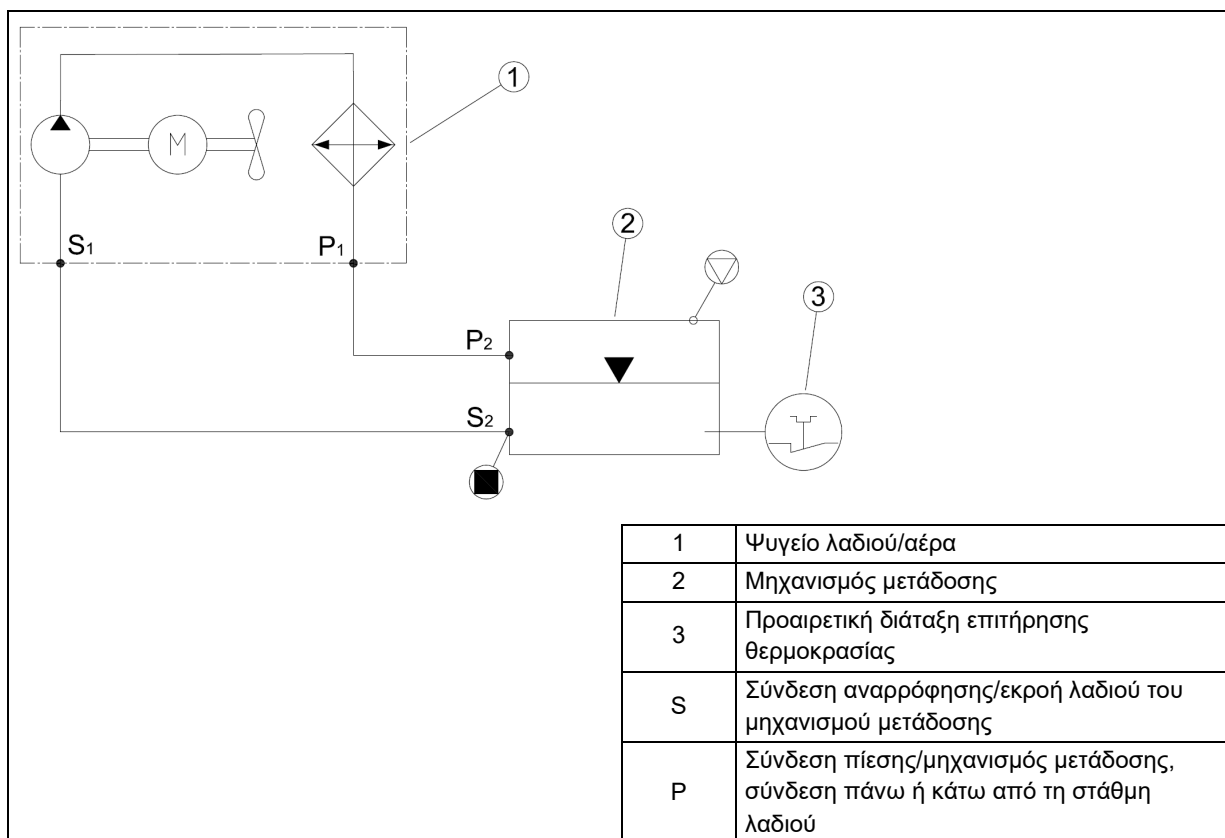 1
M
S1
P1
2
3
P2
S2
1 Ψυγείο λαδιού/αέρα
2 Μηχανισμός μετάδοσης
3 Προαιρετική διάταξη επιτήρησης
θερμοκρασίας
S Σύνδεση αναρρόφησης/εκροή λαδιού του
μηχανισμού μετάδοσης
P Σύνδεση πίεσης/μηχανισμός μετάδοσης,
σύνδεση πάνω ή κάτω από τη στάθμη
λαδιού